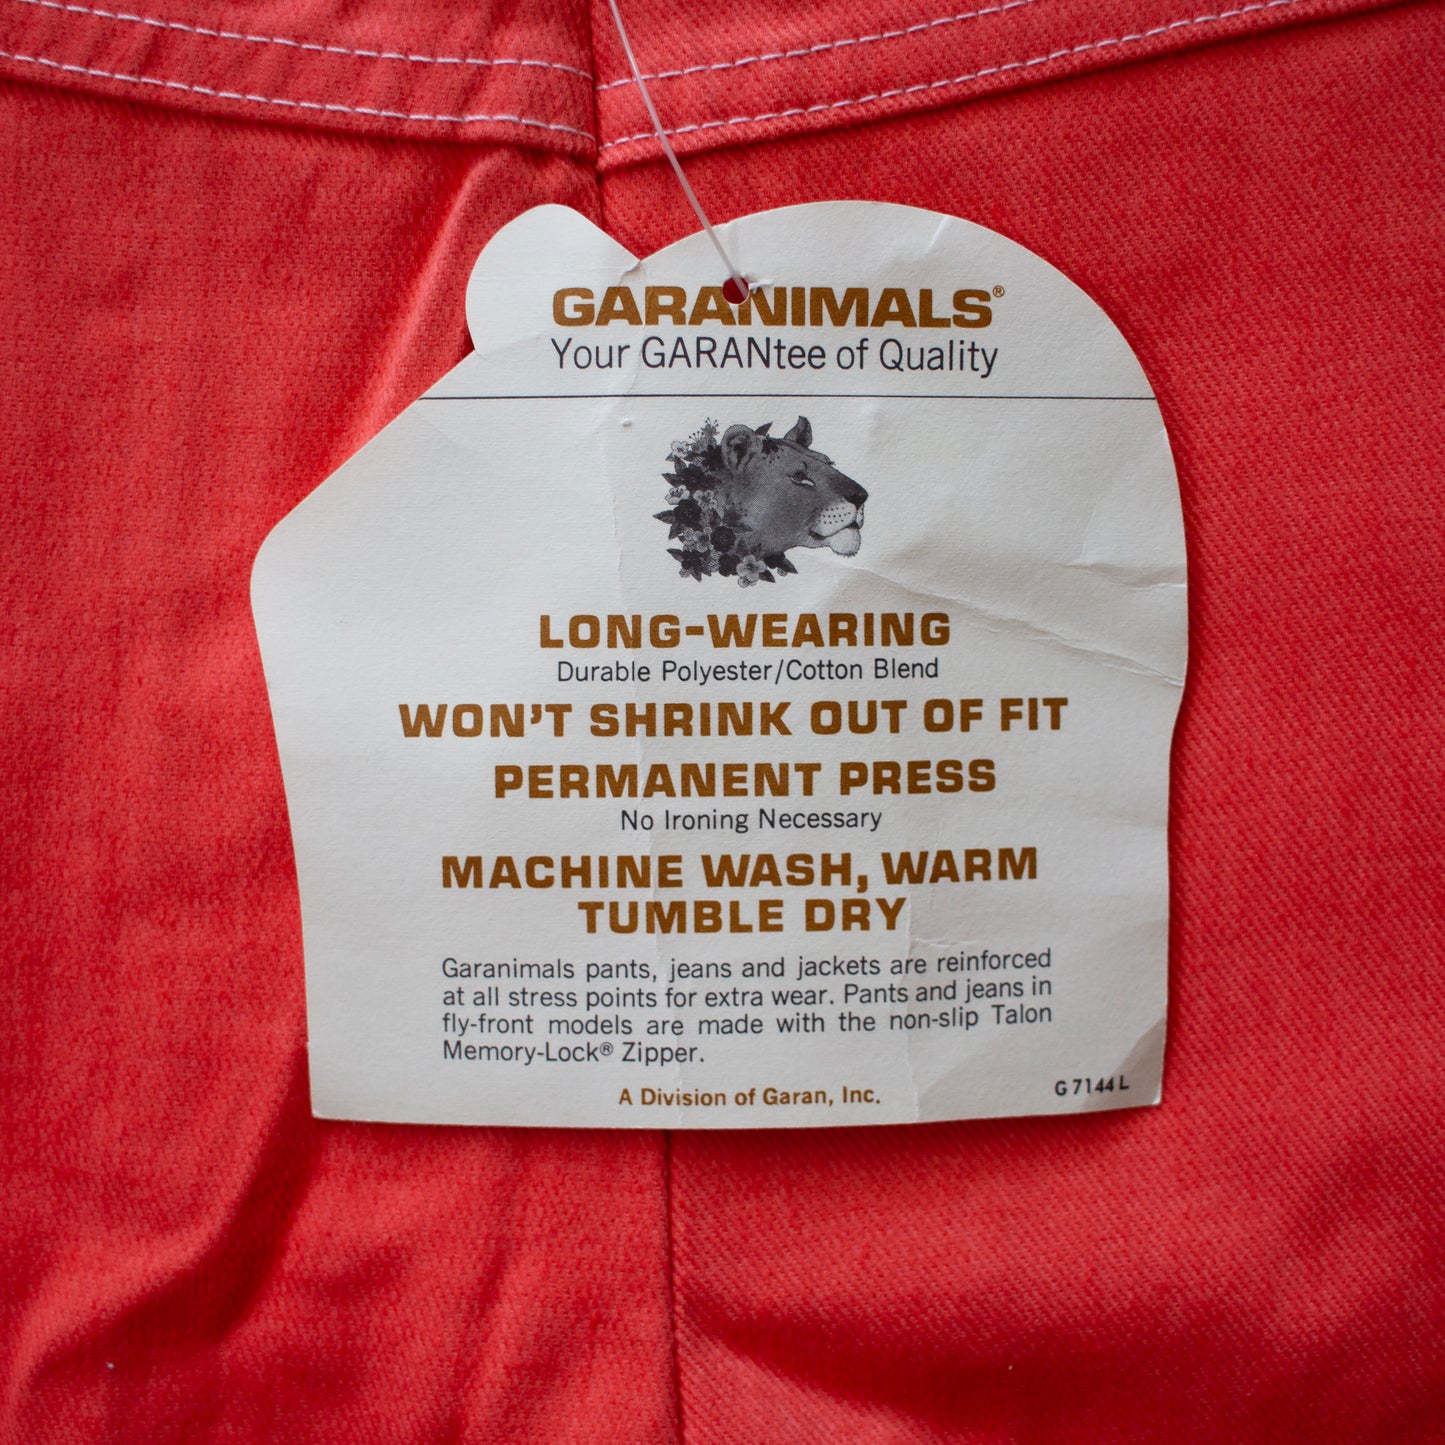 GARANIMALS®
Your GARANtee of Quality
LONG-WEARING
Durable Polyester/Cotton Blend
WON'T SHRINK OUT OF FIT
PERMANENT PRESS
No Ironing Necessary
MACHINE WASH, WARM
TUMBLE DRY
Garanimals pants, jeans and jackets are reinforced
at all stress points for extra wear. Pants and jeans in
fly-front models are made with the non-slip Talon
Memory-Lock® Zipper.
A Division of Garan, Inc.
G7144L